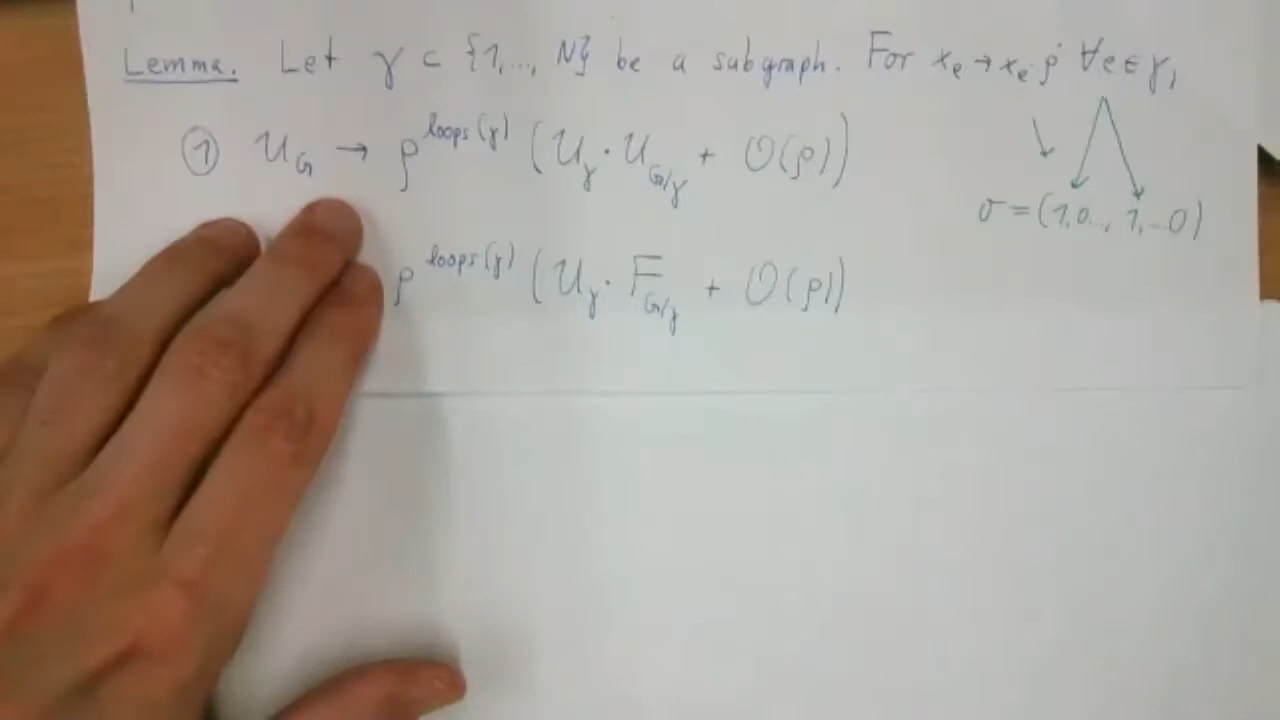 Lemma. Let γ ⊂ {1,..., N} be a subgraph. For xₑ → xₑ·ρ ∀e∈γ,
① U_G → ρ^loops(γ) (U_γ · U_G/γ + O(ρ))
σ = (1,0..., 1,...0)
ρ^loops(γ) (U_γ · F_G/γ + O(ρ))